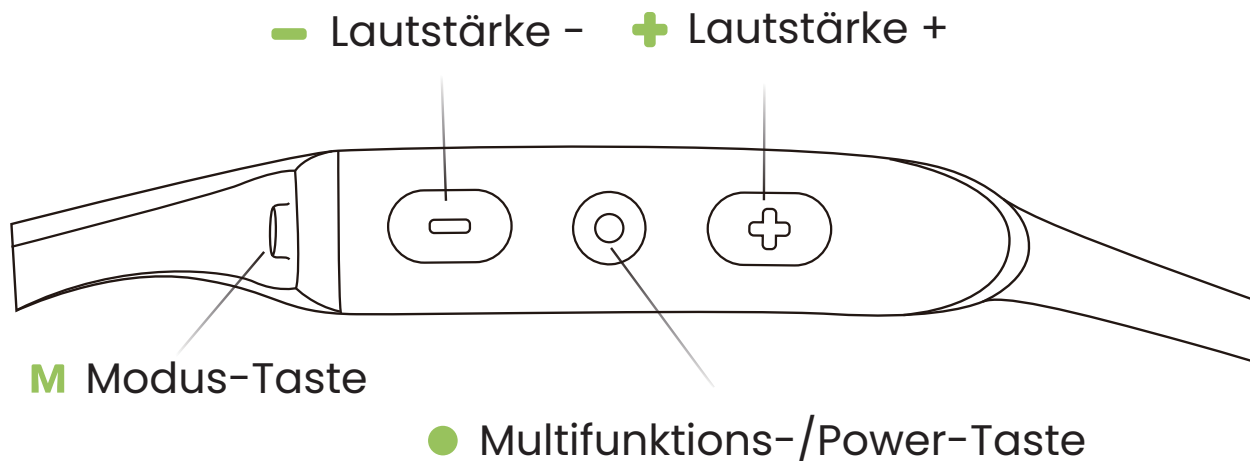 Lautstärke - Lautstärke +
M Modus-Taste
Multifunktions-/Power-Taste